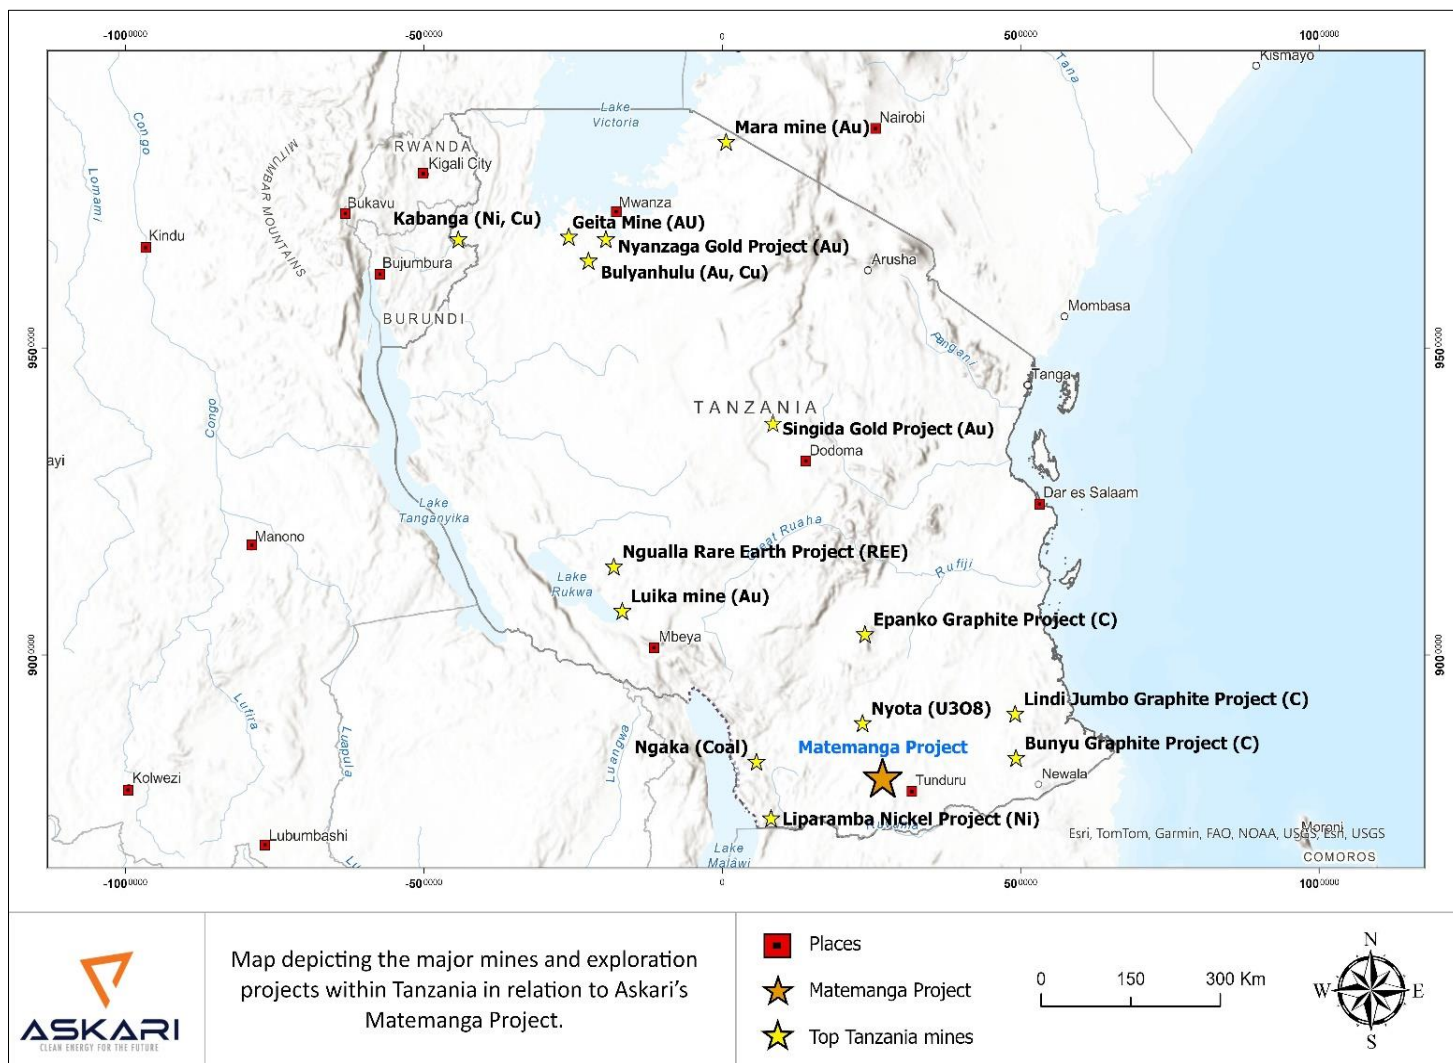 -100⁰⁰⁰⁰
-50⁰⁰⁰⁰
0
50⁰⁰⁰⁰
100⁰⁰⁰⁰
Kismayo
Tana
Congo
Lomami
MITUMBAR MOUNTAINS
Lake
Victoria
Mara mine (Au)
Nairobi
RWANDA
Kigali City
Bukavu
Mwanza
Kabanga (Ni, Cu)
Geita Mine (AU)
Kindu
Nyanzaga Gold Project (Au)
Bujumbura
Bulyanhulu (Au, Cu)
Arusha
Mombasa
BURUNDI
Pangani
950⁰⁰⁰⁰
950⁰⁰⁰⁰
Tanga
Congo
TANZANIA
Singida Gold Project (Au)
Dodoma
ayi
Dar es Salaam
Lake
Tanganyika
Great Ruaha
Manono
Ngualla Rare Earth Project (REE)
Rufiji
Lake
Rukwa
Luika mine (Au)
Epanko Graphite Project (C)
Mbeya
900⁰⁰⁰⁰
900⁰⁰⁰⁰
Lufira
Luapula
Luangwa
Lindi Jumbo Graphite Project (C)
Nyota (U3O8)
Ngaka (Coal)
Matemanga Project
Bunyu Graphite Project (C)
Kolwezi
Tunduru
Newala
Liparamba Nickel Project (Ni)
Ruvuma
Moroni
Lubumbashi
Esri, TomTom, Garmin, FAO, NOAA, USGS, Esri, USGS
Lu
Lake
Malawi
COMOROS
-100⁰⁰⁰⁰
-50⁰⁰⁰⁰
0
50⁰⁰⁰⁰
100⁰⁰⁰⁰
ASKARI
CLEAN ENERGY FOR THE FUTURE
Map depicting the major mines and exploration
projects within Tanzania in relation to Askari’s
Matemanga Project.
Places
Matemanga Project
Top Tanzania mines
0 150 300 Km
N
W E
S